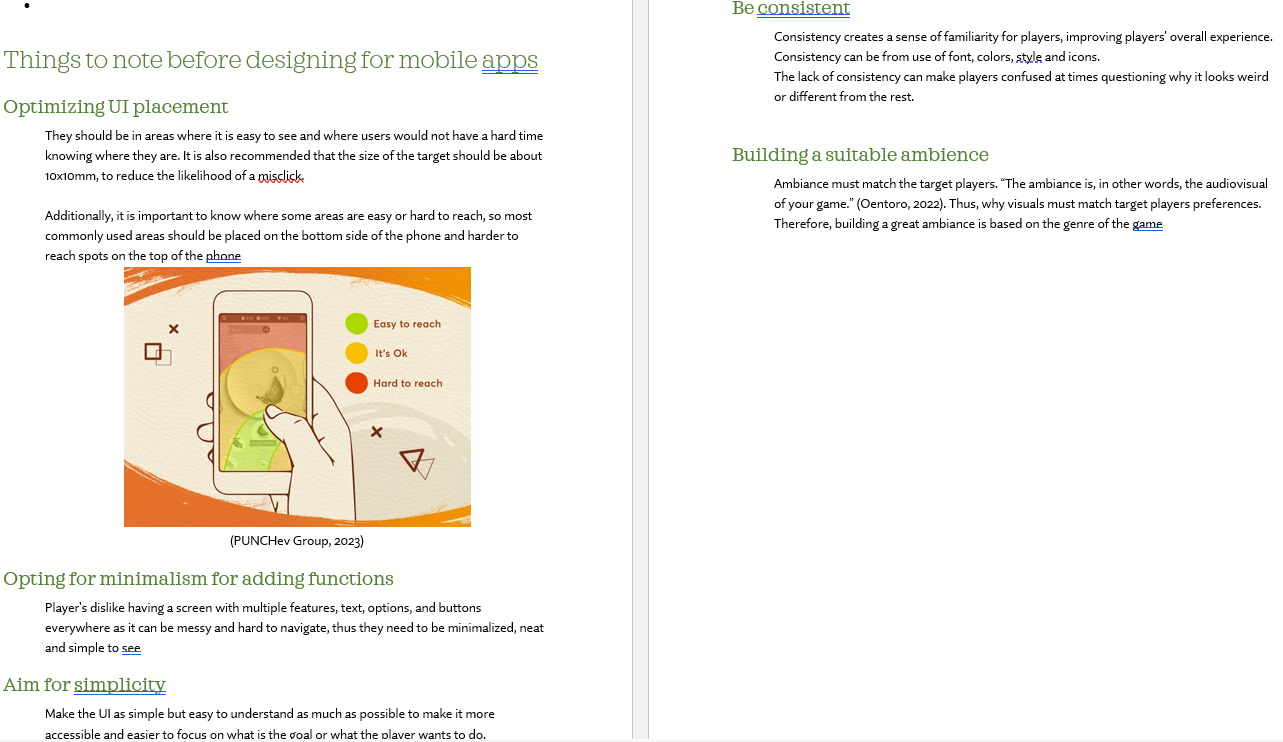 Things to note before designing for mobile apps
Optimizing UI placement
They should be in areas where it is easy to see and where users would not have a hard time
knowing where they are. It is also recommended that the size of the target should be about
10x10mm, to reduce the likelihood of a misclick.
Additionally, it is important to know where some areas are easy or hard to reach, so most
commonly used areas should be placed on the bottom side of the phone and harder to
reach spots on the top of the phone
Easy to reach
It's Ok
Hard to reach
(PUNCHev Group, 2023)
Opting for minimalism for adding functions
Player's dislike having a screen with multiple features, text, options, and buttons
everywhere as it can be messy and hard to navigate, thus they need to be minimalized, neat
and simple to see
Aim for simplicity
Make the UI as simple but easy to understand as much as possible to make it more
accessible and easier to focus on what is the goal or what the player wants to do.
Be consistent
Consistency creates a sense of familiarity for players, improving players' overall experience.
Consistency can be from use of font, colors, style and icons.
The lack of consistency can make players confused at times questioning why it looks weird
or different from the rest.
Building a suitable ambience
Ambiance must match the target players. “The ambiance is, in other words, the audiovisual
of your game.” (Oentoro, 2022). Thus, why visuals must match target players preferences.
Therefore, building a great ambiance is based on the genre of the game